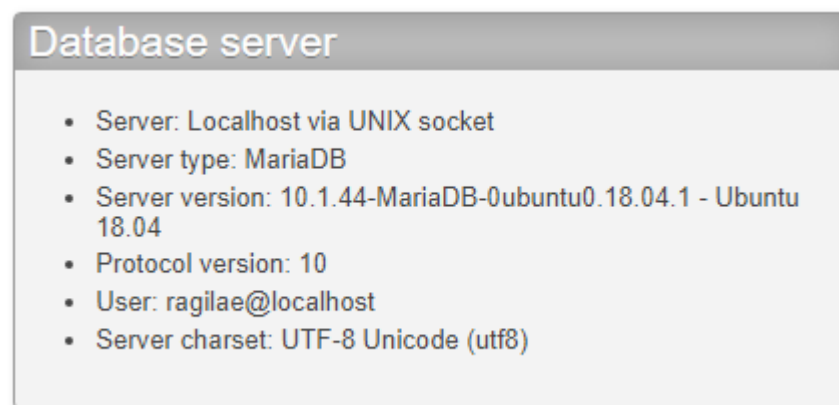 Database server
• Server: Localhost via UNIX socket
• Server type: MariaDB
• Server version: 10.1.44-MariaDB-0ubuntu0.18.04.1 - Ubuntu
18.04
• Protocol version: 10
• User: ragilae@localhost
• Server charset: UTF-8 Unicode (utf8)